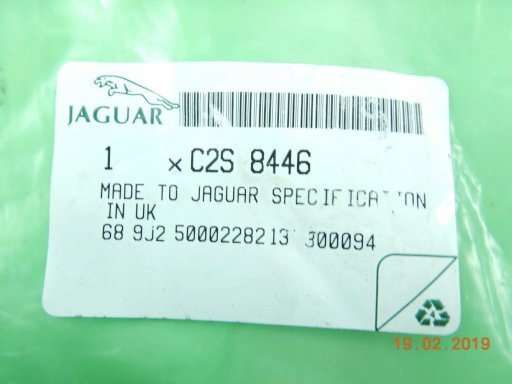 JAGUAR
1 x C2S 8446
MADE TO JAGUAR SPECIFICATION
IN UK
68 9J2 5000228213 300094
19.02.2019